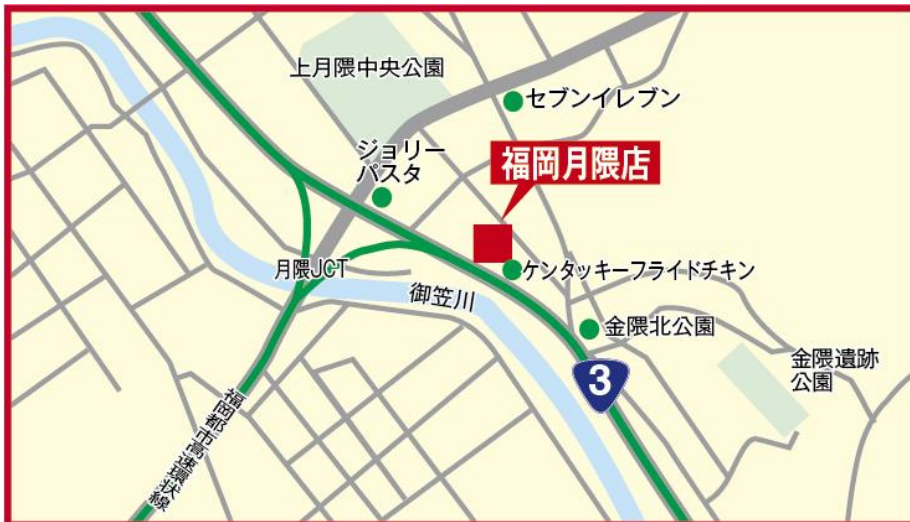 上月隈中央公園
セブンイレブン
ジョリー
パスタ
福岡月隈店
月隈JCT
ケンタッキーフライドチキン
御笠川
金隈北公園
金隈遺跡
公園
3
福岡都市高速環状線